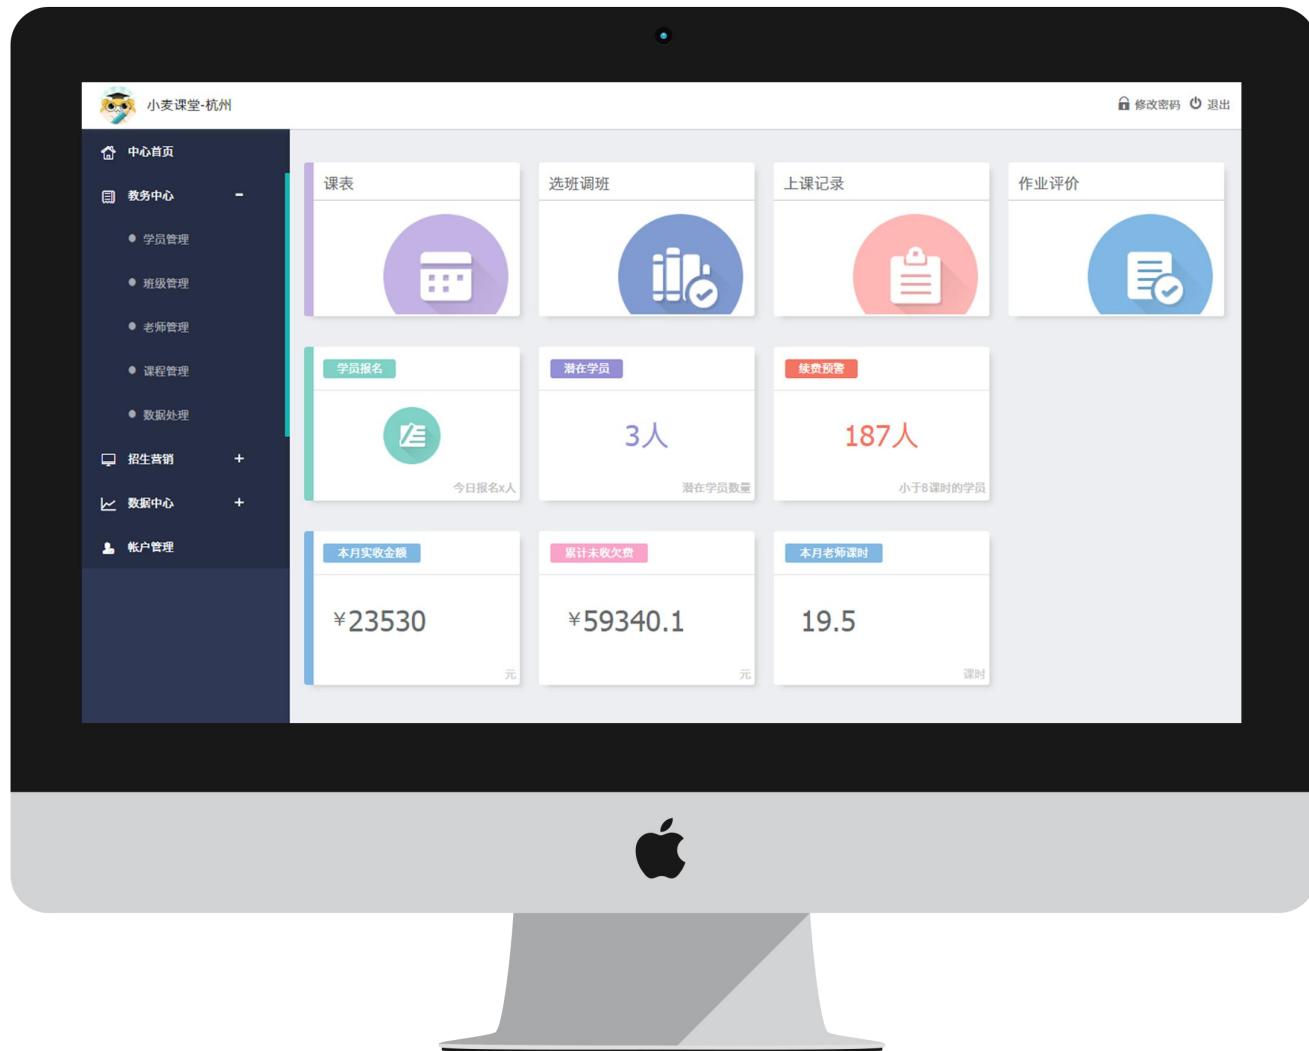 小麦课堂-杭州
修改密码 退出
中心首页
教务中心
学员管理
班级管理
老师管理
课程管理
数据处理
招生营销
数据中心
帐户管理
课表
选班调班
上课记录
作业评价
学员报名
今日报名x人
潜在学员
3人
潜在学员数量
续费预警
187人
小于8课时的学员
本月实收金额
¥23530
元
累计未收欠费
¥59340.1
元
本月老师课时
19.5
课时